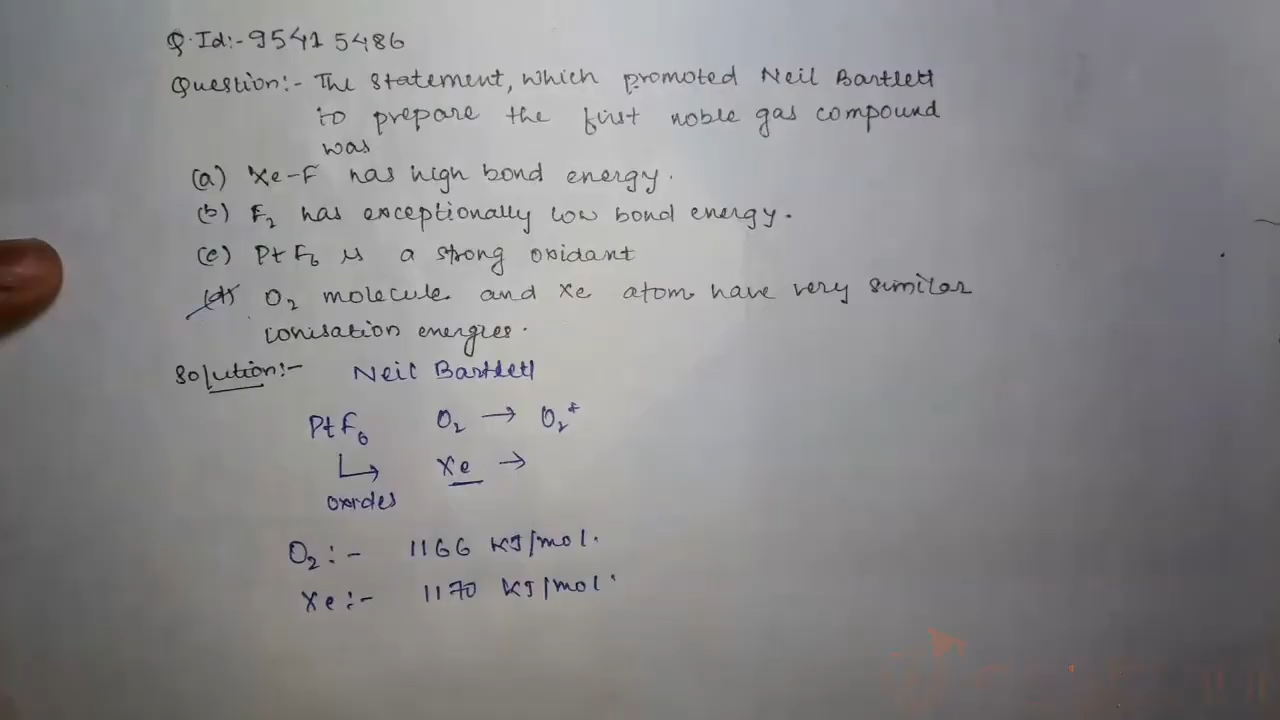 Q.Id:-95415486
Question:- The statement, which promoted Neil Bartlett
to prepare the first noble gas compound
was
(a) Xe-F has high bond energy.
(b) F2 has exceptionally low bond energy.
(c) PtF6 is a strong oxidant
(d) O2 molecule and Xe atom have very similar
ionisation energies.
Solution:- Neil Bartlett
PtF6 O2 → O2+
↳ Xe →
oxides
O2:- 1166 KJ/mol.
Xe:- 1170 KJ/mol.